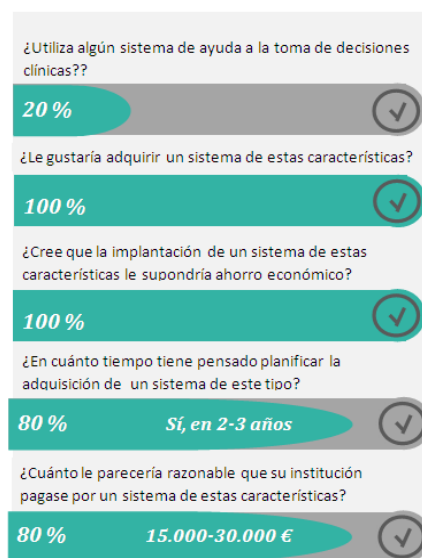 ¿Utiliza algún sistema de ayuda a la toma de decisiones
clínicas??
20 %
¿Le gustaría adquirir un sistema de estas características?
100 %
¿Cree que la implantación de un sistema de estas
características le supondría ahorro económico?
100 %
¿En cuánto tiempo tiene pensado planificar la
adquisición de un sistema de este tipo?
80 % Sí, en 2-3 años
¿Cuánto le parecería razonable que su institución
pagase por un sistema de estas características?
80 % 15.000-30.000 €